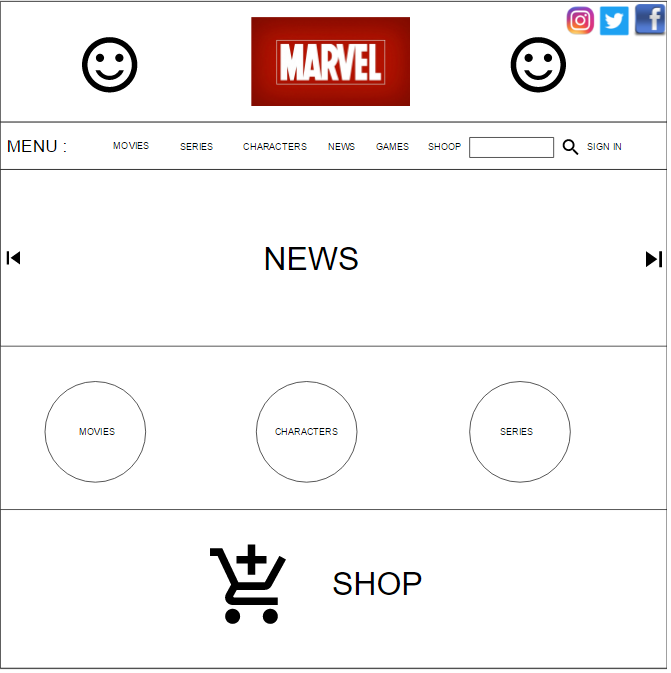 MARVEL
MENU : MOVIES SERIES CHARACTERS NEWS GAMES SHOOP SIGN IN
NEWS
MOVIES CHARACTERS SERIES
SHOP